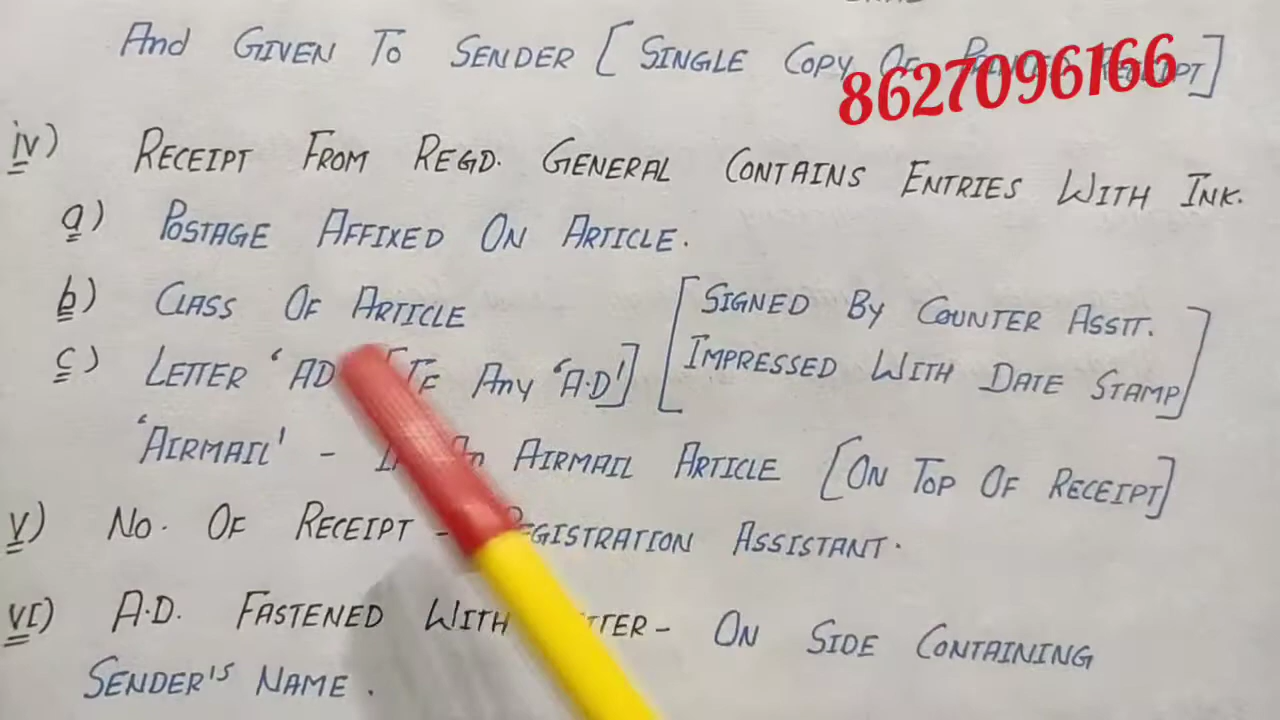 And GIVEN TO SENDER [SINGLE COPY OF RECEIPT]
8627096166
iv) RECEIPT FROM REGD. GENERAL CONTAINS ENTRIES WITH INK.
a) POSTAGE AFFIXED ON ARTICLE.
b) CLASS OF ARTICLE [SIGNED By COUNTER ASSTT.
c) LETTER 'AD [IF Any 'A.D'] IMPRESSED WITH DATE STAMP]
'AIRMAIL' - AIRMAIL ARTICLE [ON TOP OF RECEIPT]
v) NO. OF RECEIPT - REGISTRATION ASSISTANT.
vi) A.D. FASTENED WITH - ON SIDE CONTAINING
SENDER'S NAME.